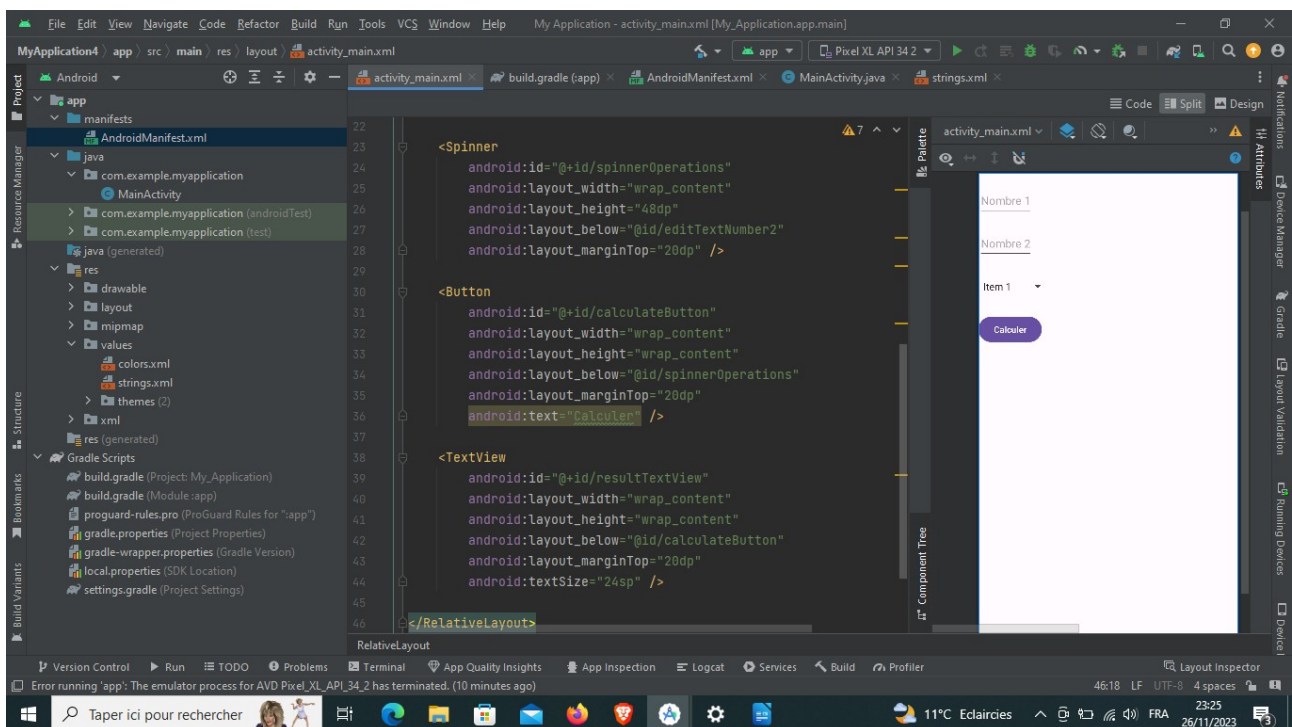 File Edit View Navigate Code Refactor Build Run Tools VCS Window Help My Application - activity_main.xml [My_Application.app.main]
MyApplication4 app src main res layout activity_main.xml app Pixel XL API 34 2
Android activity_main.xml build.gradle (:app) AndroidManifest.xml MainActivity.java strings.xml
Code Split Design
Project
Resource Manager
Structure
Bookmarks
Build Variants
app
manifests
AndroidManifest.xml
java
com.example.myapplication
MainActivity
com.example.myapplication (androidTest)
com.example.myapplication (test)
java (generated)
res
drawable
layout
mipmap
values
colors.xml
strings.xml
themes (2)
xml
res (generated)
Gradle Scripts
build.gradle (Project: My_Application)
build.gradle (Module :app)
proguard-rules.pro (ProGuard Rules for ":app")
gradle.properties (Project Properties)
gradle-wrapper.properties (Gradle Version)
local.properties (SDK Location)
settings.gradle (Project Settings)
7
22
23 <Spinner
24 android:id="@+id/spinnerOperations"
25 android:layout_width="wrap_content"
26 android:layout_height="48dp"
27 android:layout_below="@id/editTextNumber2"
28 android:layout_marginTop="20dp" />
29
30 <Button
31 android:id="@+id/calculateButton"
32 android:layout_width="wrap_content"
33 android:layout_height="wrap_content"
34 android:layout_below="@id/spinnerOperations"
35 android:layout_marginTop="20dp"
36 android:text="Calculer" />
37
38 <TextView
39 android:id="@+id/resultTextView"
40 android:layout_width="wrap_content"
41 android:layout_height="wrap_content"
42 android:layout_below="@id/calculateButton"
43 android:layout_marginTop="20dp"
44 android:textSize="24sp" />
45
46 </RelativeLayout>
RelativeLayout
Palette
Component Tree
activity_main.xml
Nombre 1
Nombre 2
Item 1
Calculer
Attributes
Notifications
Device Manager
Gradle
Layout Validation
Running Devices
Device
Version Control Run TODO Problems Terminal App Quality Insights App Inspection Logcat Services Build Profiler Layout Inspector
Error running 'app': The emulator process for AVD Pixel_XL_API_34_2 has terminated. (10 minutes ago) 46:18 LF UTF-8 4 spaces
Taper ici pour rechercher 11°C Eclaircies FRA 23:25
26/11/2023
3